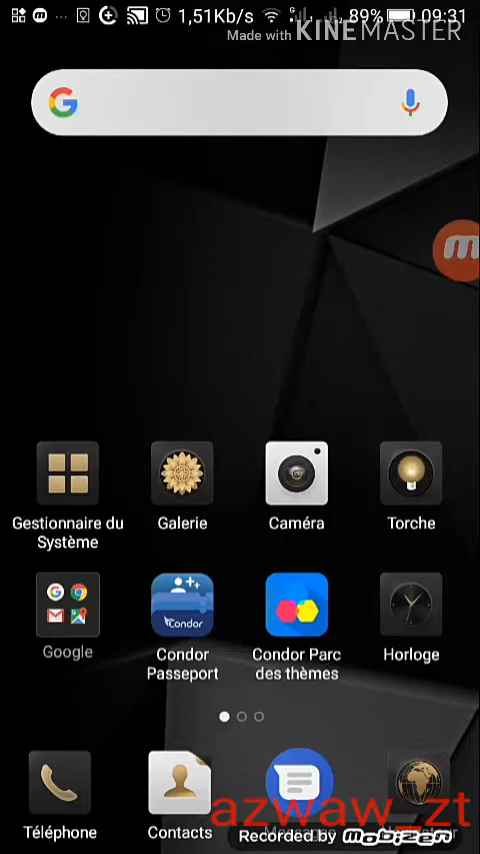 1,51Kb/s 89% 09:31
Made with KINEMASTER
Gestionnaire du Système
Galerie
Caméra
Torche
Google
Condor
Condor Passeport
Condor Parc des thèmes
Horloge
Téléphone
Contacts
azwaw_zt
Recorded by mobizen